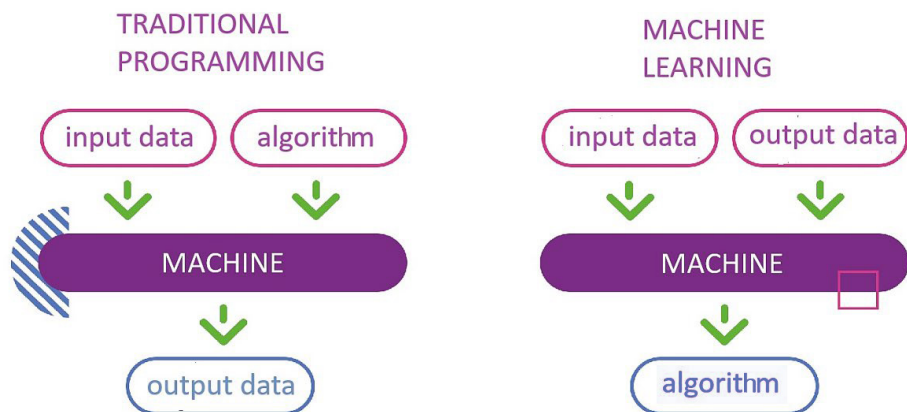 TRADITIONAL
PROGRAMMING
input data
algorithm
MACHINE
output data
MACHINE
LEARNING
input data
output data
MACHINE
algorithm